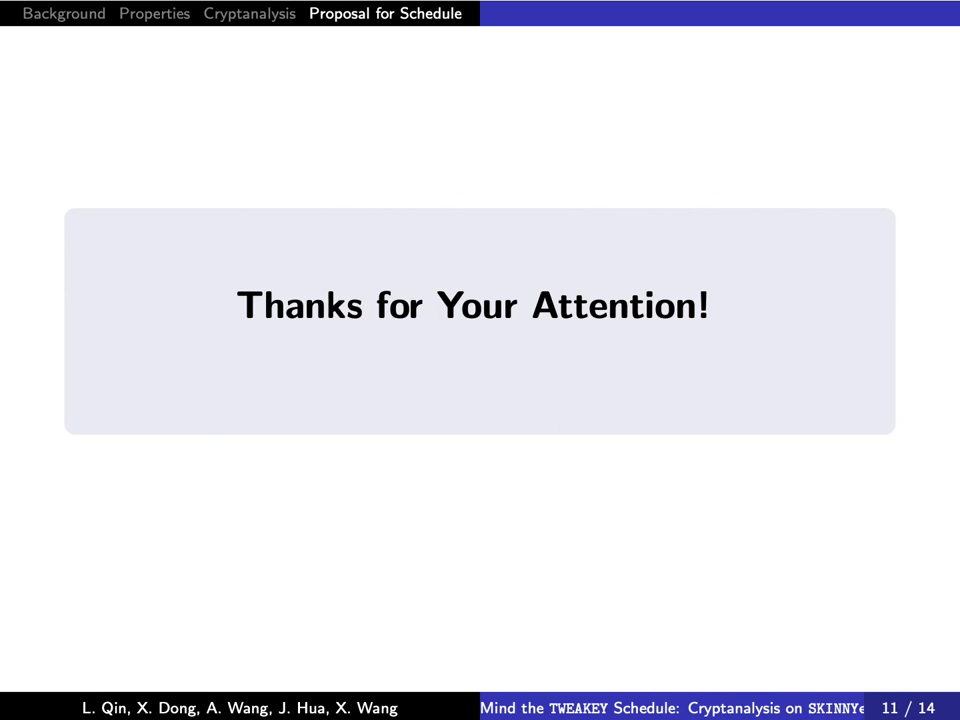 Background Properties Cryptanalysis Proposal for Schedule
Thanks for Your Attention!
L. Qin, X. Dong, A. Wang, J. Hua, X. Wang
Mind the TWEAKEY Schedule: Cryptanalysis on SKINNYe
11 / 14